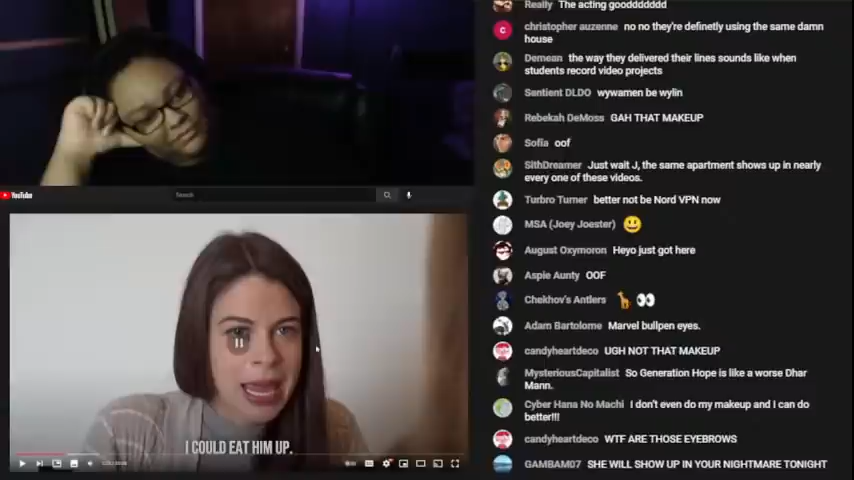 Really The acting gooddddddd
christopher auzenne no no they're definetly using the same damn
house
Demean the way they delivered their lines sounds like when
students record video projects
Sentient DLDO wywamen be wylin
Rebekah DeMoss GAH THAT MAKEUP
Sofia oof
SithDreamer Just wait J, the same apartment shows up in nearly
every one of these videos.
Turbro Turner better not be Nord VPN now
MSA (Joey Joester) 😃
August Oxymoron Heyo just got here
Aspie Aunty OOF
Chekhov's Antlers 🦒 👀
Adam Bartolome Marvel bullpen eyes.
candyheartdeco UGH NOT THAT MAKEUP
MysteriousCapitalist So Generation Hope is like a worse Dhar
Mann.
Cyber Hana No Machi I don't even do my makeup and I can do
better!!!
candyheartdeco WTF ARE THOSE EYEBROWS
GAMBAM07 SHE WILL SHOW UP IN YOUR NIGHTMARE TONIGHT
YouTube
Search
I COULD EAT HIM UP.